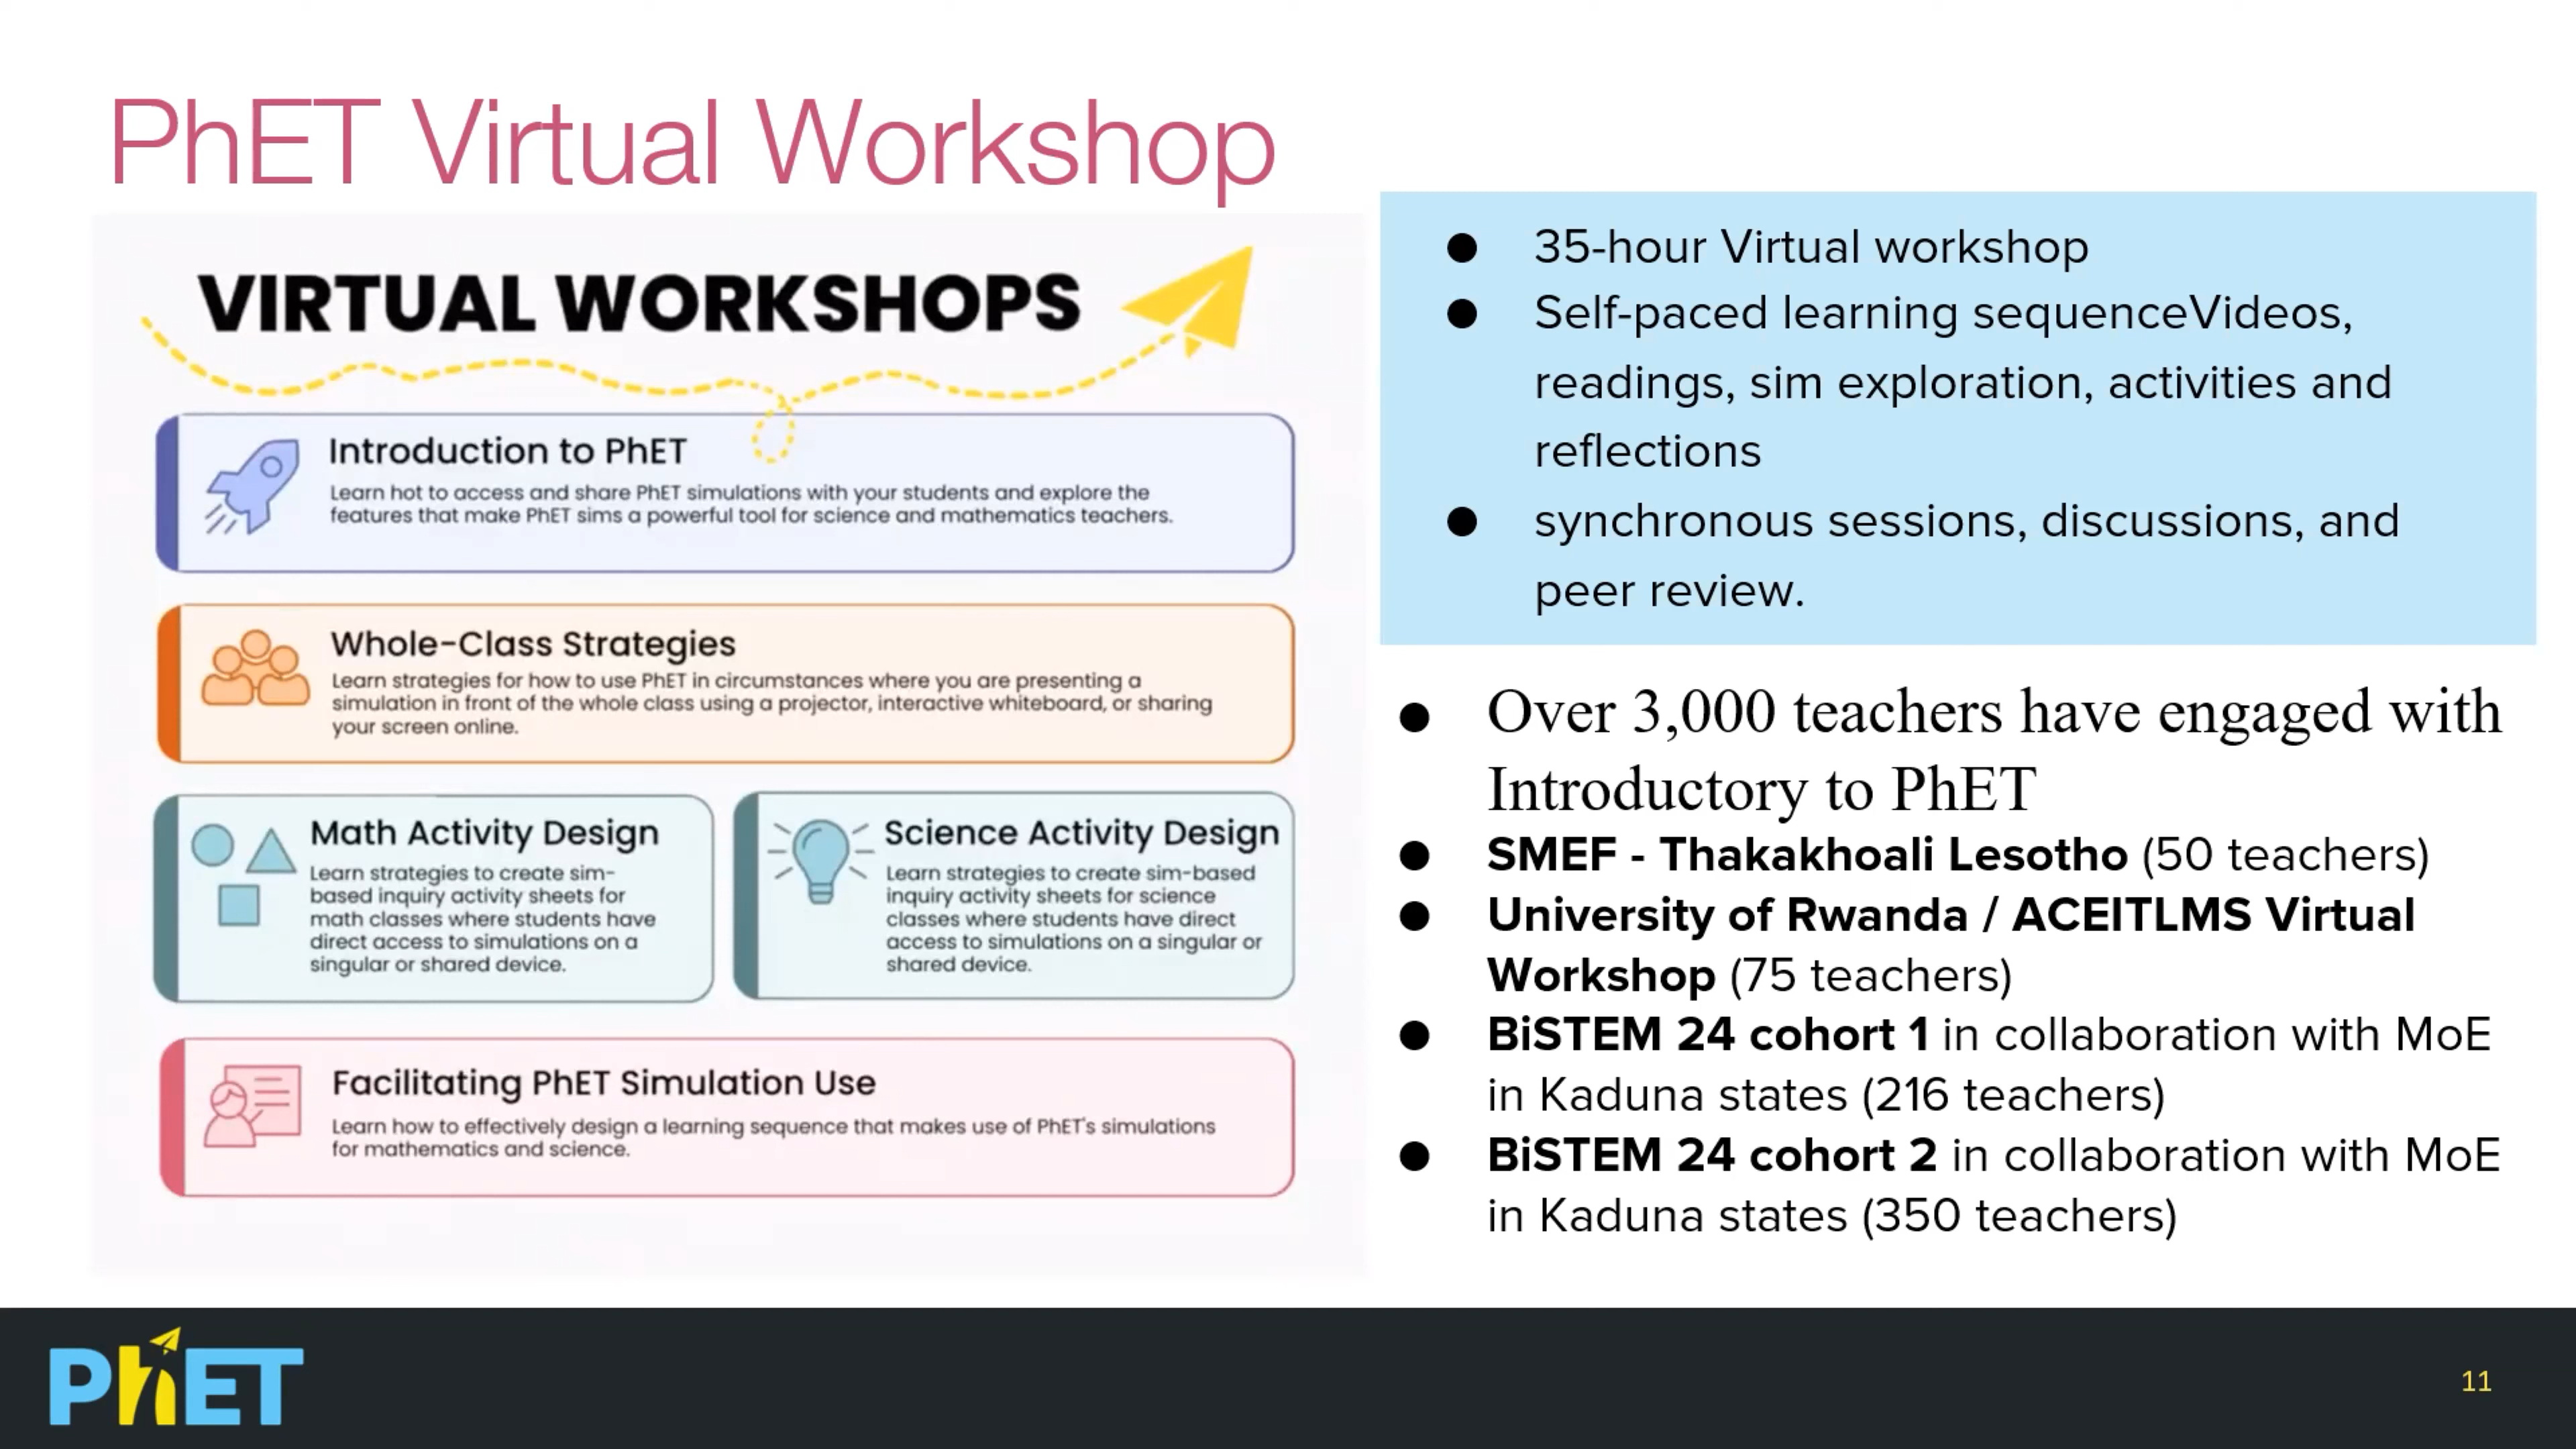 PhET Virtual Workshop
VIRTUAL WORKSHOPS
Introduction to PhET
Learn hot to access and share PhET simulations with your students and explore the
features that make PhET sims a powerful tool for science and mathematics teachers.
Whole-Class Strategies
Learn strategies for how to use PhET in circumstances where you are presenting a
simulation in front of the whole class using a projector, interactive whiteboard, or sharing
your screen online.
Math Activity Design
Learn strategies to create sim-
based inquiry activity sheets for
math classes where students have
direct access to simulations on a
singular or shared device.
Science Activity Design
Learn strategies to create sim-based
inquiry activity sheets for science
classes where students have direct
access to simulations on a singular or
shared device.
Facilitating PhET Simulation Use
Learn how to effectively design a learning sequence that makes use of PhET's simulations
for mathematics and science.
● 35-hour Virtual workshop
● Self-paced learning sequenceVideos,
readings, sim exploration, activities and
reflections
● synchronous sessions, discussions, and
peer review.
● Over 3,000 teachers have engaged with
Introductory to PhET
● SMEF - Thakakhoali Lesotho (50 teachers)
● University of Rwanda / ACEITLMS Virtual
Workshop (75 teachers)
● BiSTEM 24 cohort 1 in collaboration with MoE
in Kaduna states (216 teachers)
● BiSTEM 24 cohort 2 in collaboration with MoE
in Kaduna states (350 teachers)
PhET
11